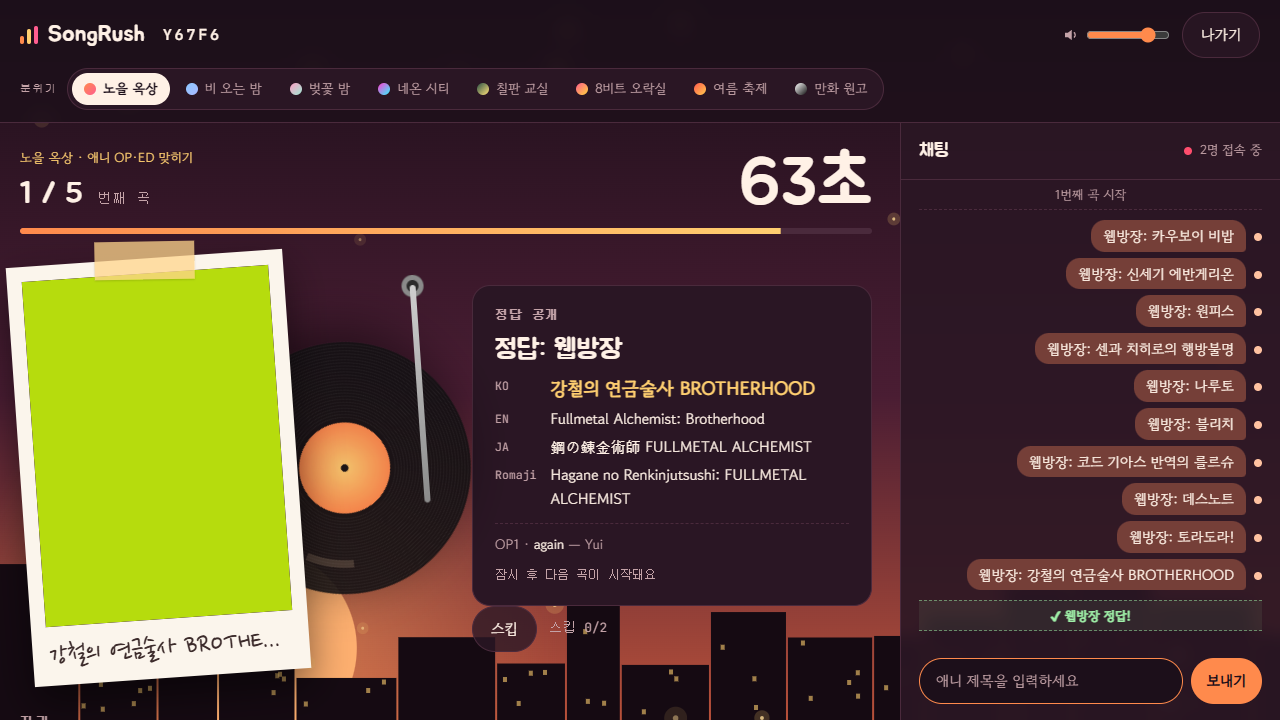 SongRush Y67F6
나가기
분위기 노을 옥상 비 오는 밤 벚꽃 밤 네온 시티 칠판 교실 8비트 오락실 여름 축제 만화 원고
노을 옥상 · 애니 OP·ED 맞히기
1 / 5 번째 곡
63초
강철의 연금술사 BROTHE...
정답 공개
정답: 웹방장
KO 강철의 연금술사 BROTHERHOOD
EN Fullmetal Alchemist: Brotherhood
JA 鋼の錬金術師 FULLMETAL ALCHEMIST
Romaji Hagane no Renkinjutsushi: FULLMETAL
ALCHEMIST
OP1 · again — Yui
잠시 후 다음 곡이 시작돼요
스킵 스킵 0/2
채팅 2명 접속 중
1번째 곡 시작
웹방장: 카우보이 비밥
웹방장: 신세기 에반게리온
웹방장: 원피스
웹방장: 센과 치히로의 행방불명
웹방장: 나루토
웹방장: 블리치
웹방장: 코드 기아스 반역의 를르슈
웹방장: 데스노트
웹방장: 토라도라!
웹방장: 강철의 연금술사 BROTHERHOOD
✓ 웹방장 정답!
애니 제목을 입력하세요 보내기